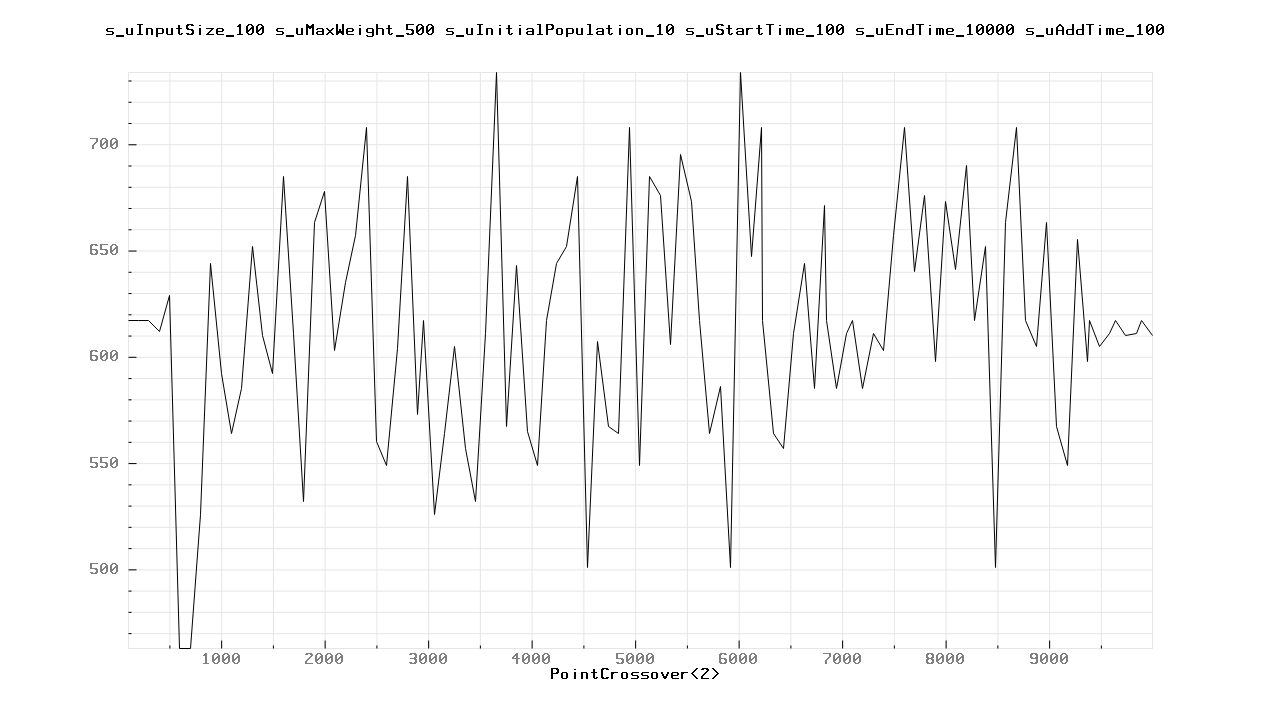 s_uInputSize_100 s_uMaxWeight_500 s_uInitialPopulation_10 s_uStartTime_100 s_uEndTime_10000 s_uAddTime_100
700
650
600
550
500
1000 2000 3000 4000 5000 6000 7000 8000 9000
PointCrossover<2>